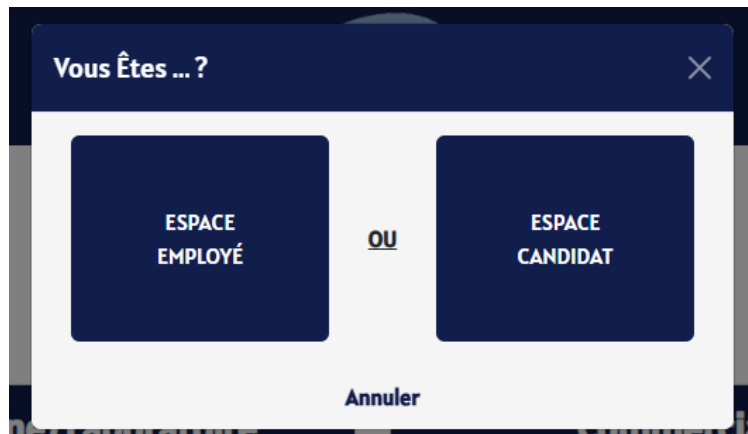 Vous Êtes ... ?
ESPACE
EMPLOYÉ
OU
ESPACE
CANDIDAT
Annuler